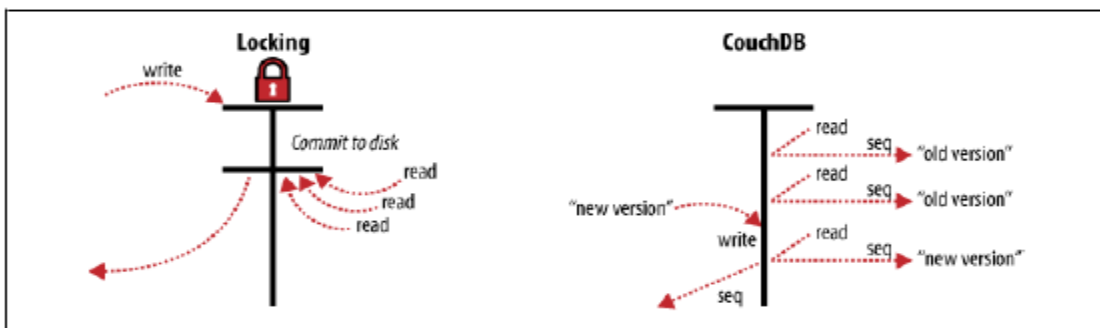 Locking
write
Commit to disk
read
read
read
CouchDB
read
seq
"old version"
read
seq
"old version"
"new version"
write
read
seq
"new version"
seq